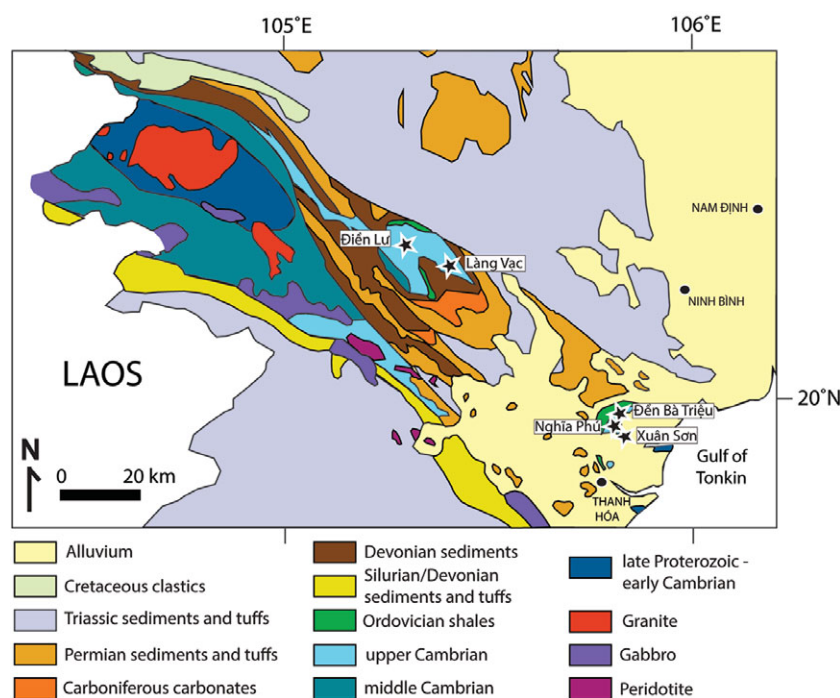 105˚E
106˚E
NAM ĐỊNH
Điền Lư
Làng Vạc
NINH BÌNH
LAOS
20˚N
Đền Bà Triệu
Nghĩa Phú
Xuân Sơn
N
0
20 km
Gulf of
Tonkin
THANH
HÓA
Alluvium
Cretaceous clastics
Triassic sediments and tuffs
Permian sediments and tuffs
Carboniferous carbonates
Devonian sediments
Silurian/Devonian
sediments and tuffs
Ordovician shales
upper Cambrian
middle Cambrian
late Proterozoic -
early Cambrian
Granite
Gabbro
Peridotite